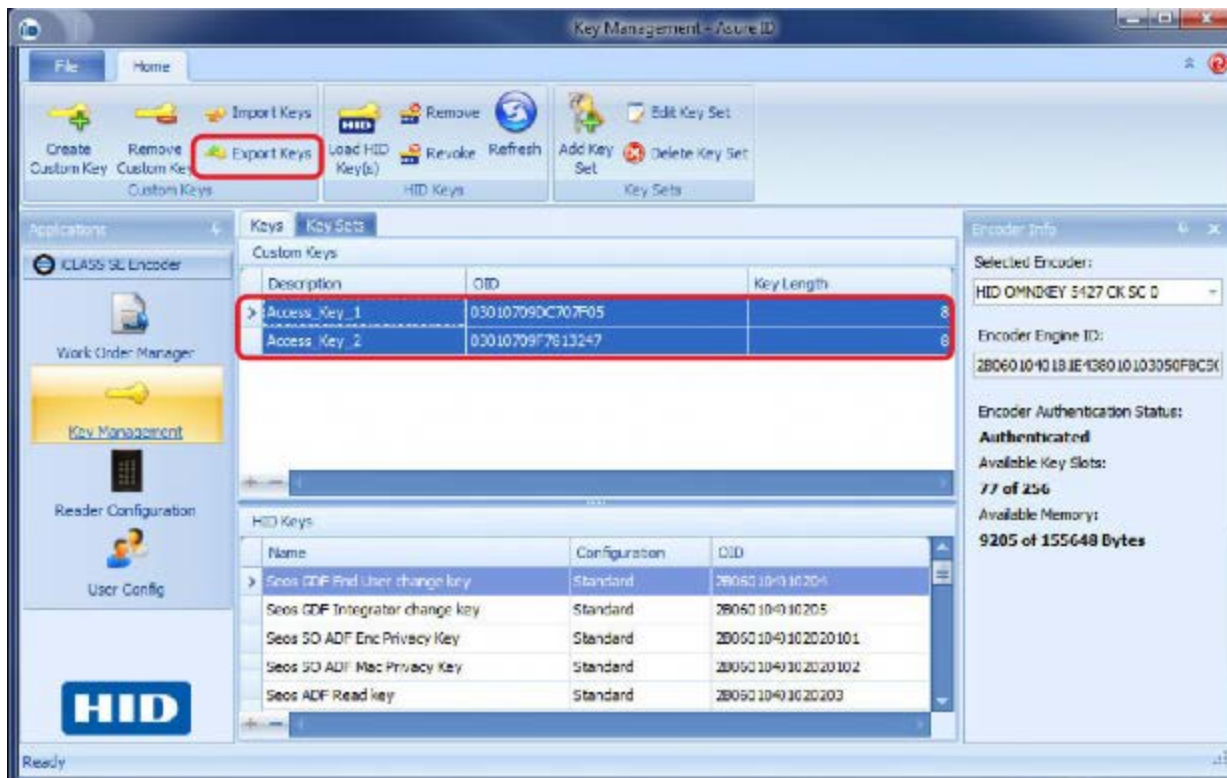 Key Management - Asure ID
File Home
Create Custom Key
Remove Custom Key
Import Keys
Export Keys
Custom Keys
HID
Load HID Key(s)
Remove
Revoke
Refresh
HID Keys
Add Key Set
Edit Key Set
Delete Key Set
Key Sets
Applications
iCLASS SE Encoder
Work Order Manager
Key Management
Reader Configuration
User Config
HID
Keys Key Sets
Custom Keys
Description OID Key Length
Access_Key_1 8
Access_Key_2 8
HID Keys
Name Configuration OID
Seos GDF End User change key Standard
Seos GDF Integrator change key Standard
Seos SO ADF Enc Privacy Key Standard
Seos SO ADF Mac Privacy Key Standard
Seos ADF Read key Standard
Encoder Info
Selected Encoder:
HID OMNIKEY 5427 CK SC 0
Encoder Engine ID:
Encoder Authentication Status:
Authenticated
Available Key Slots:
77 of 256
Available Memory:
9205 of 155648 Bytes
Ready